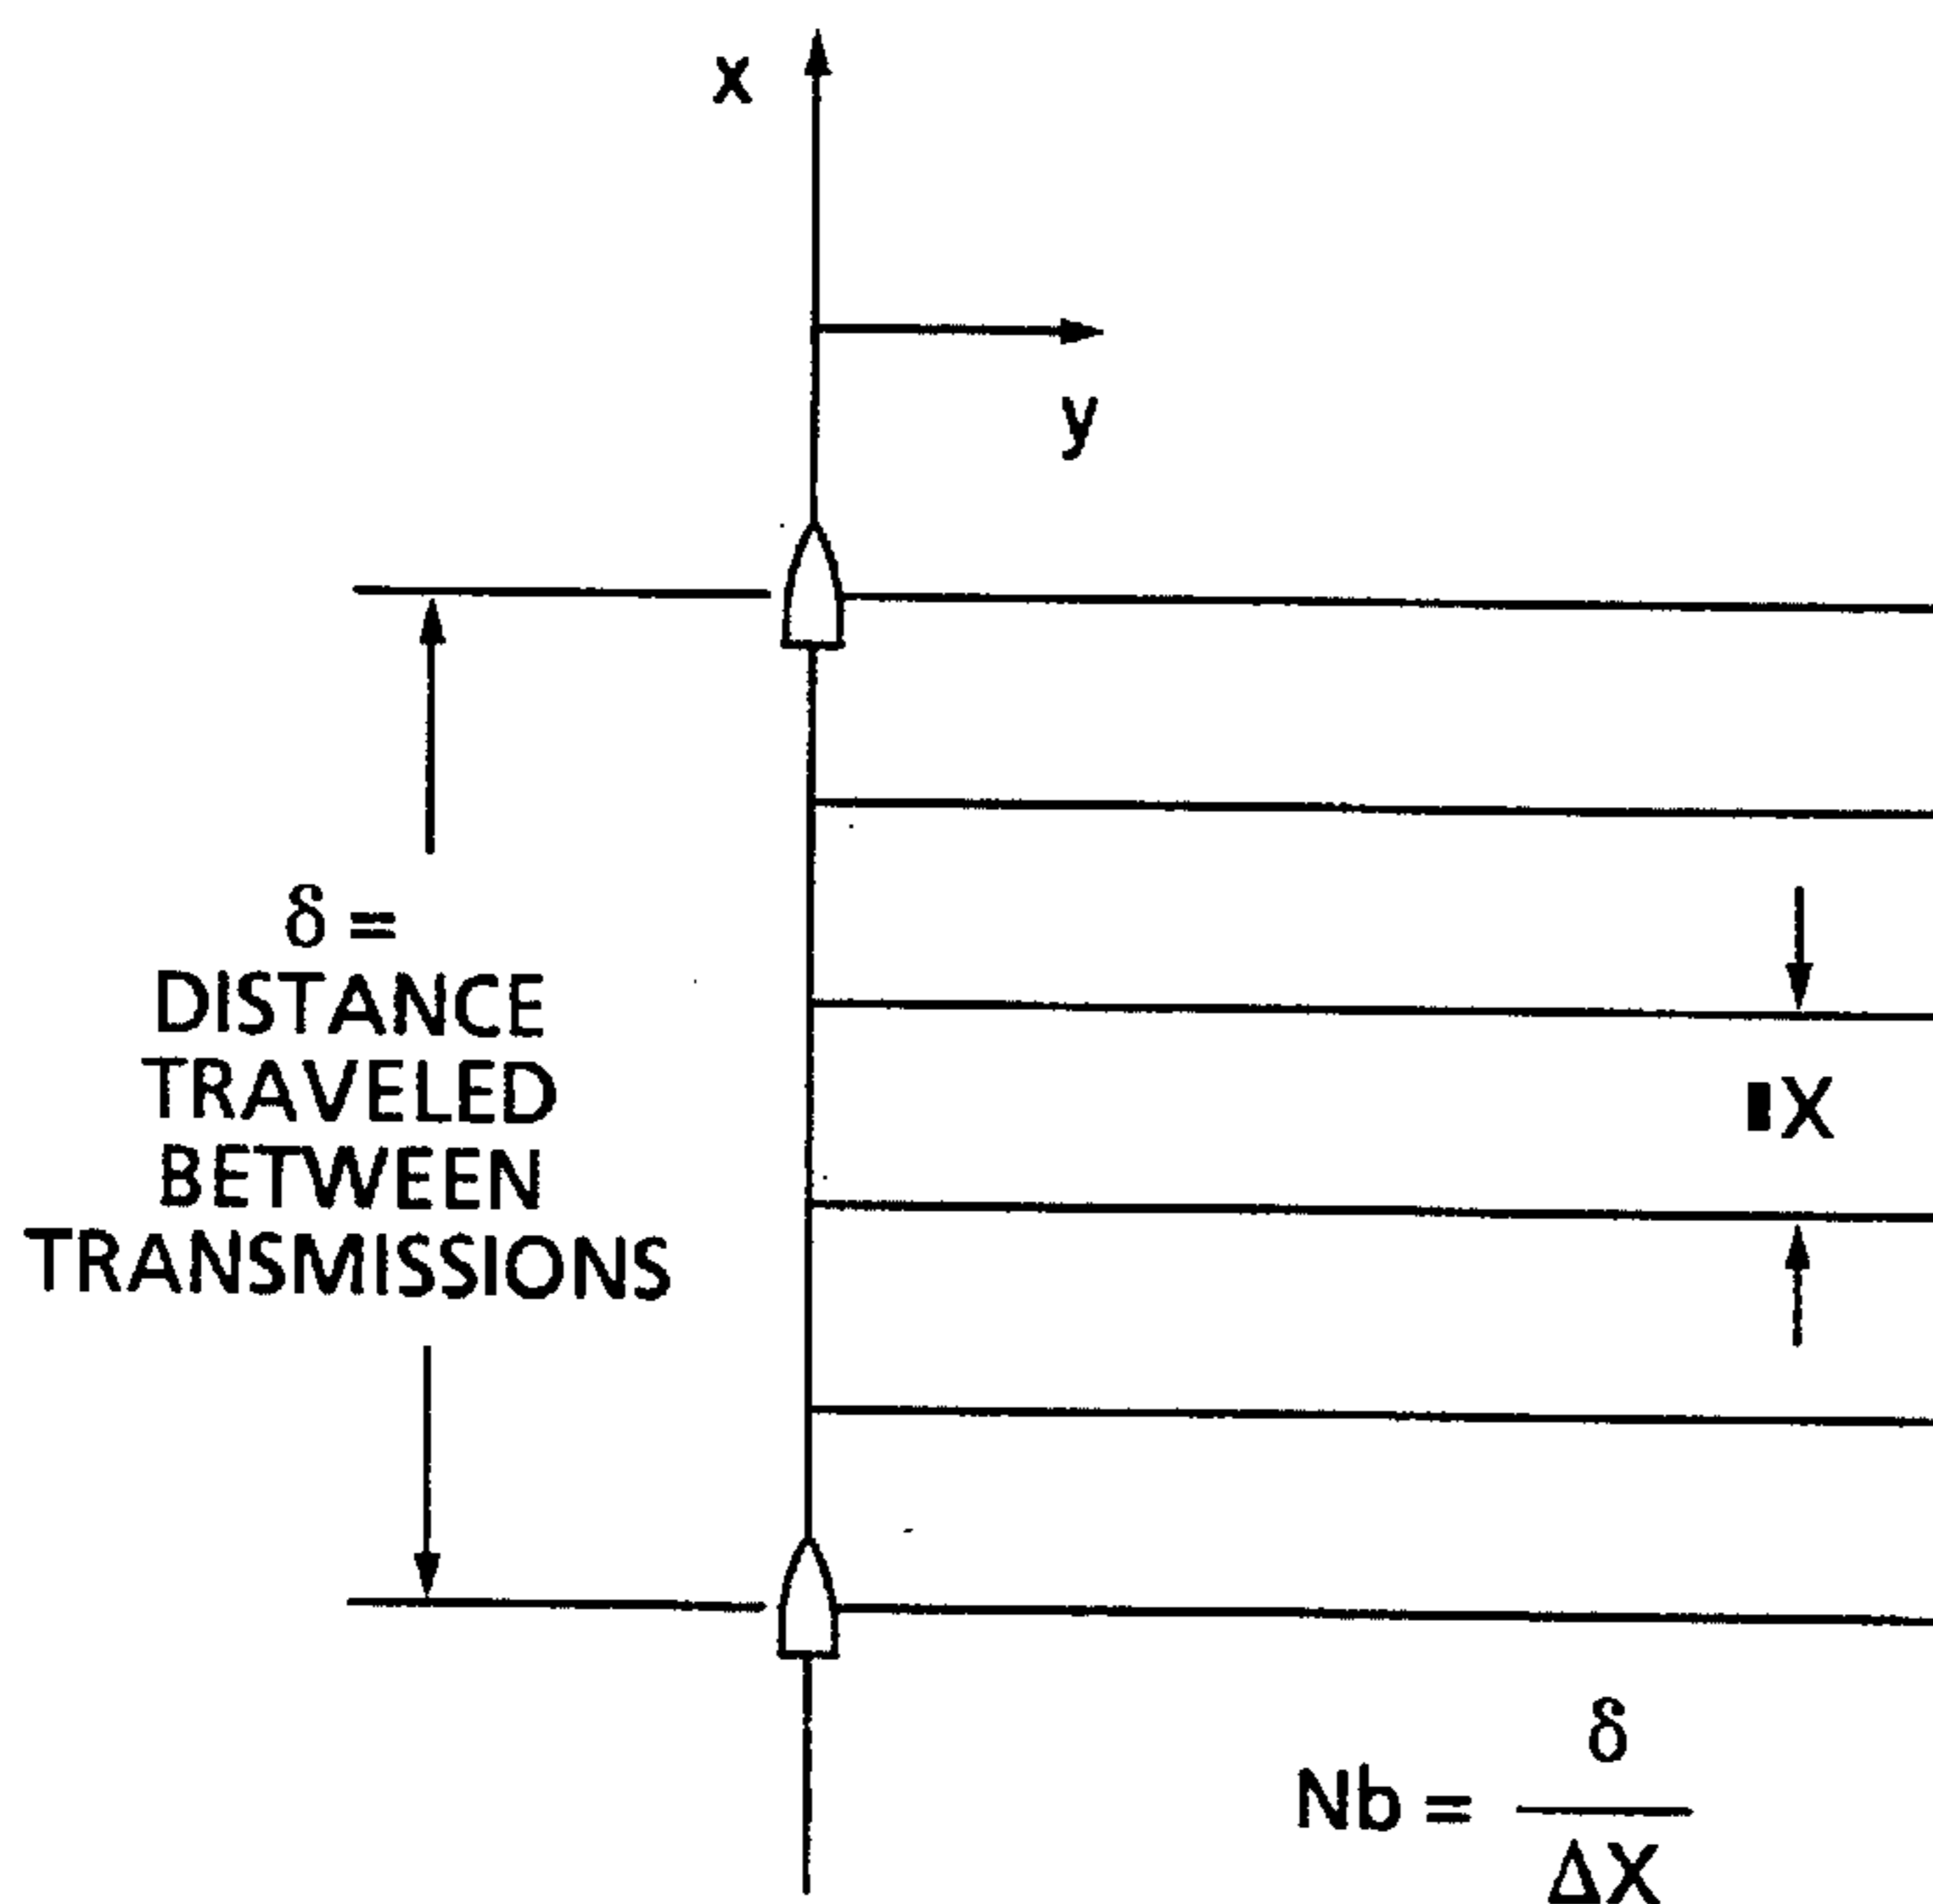 x
y
δ =
DISTANCE
TRAVELED
BETWEEN
TRANSMISSIONS
▮X
Nb = δ / ΔX